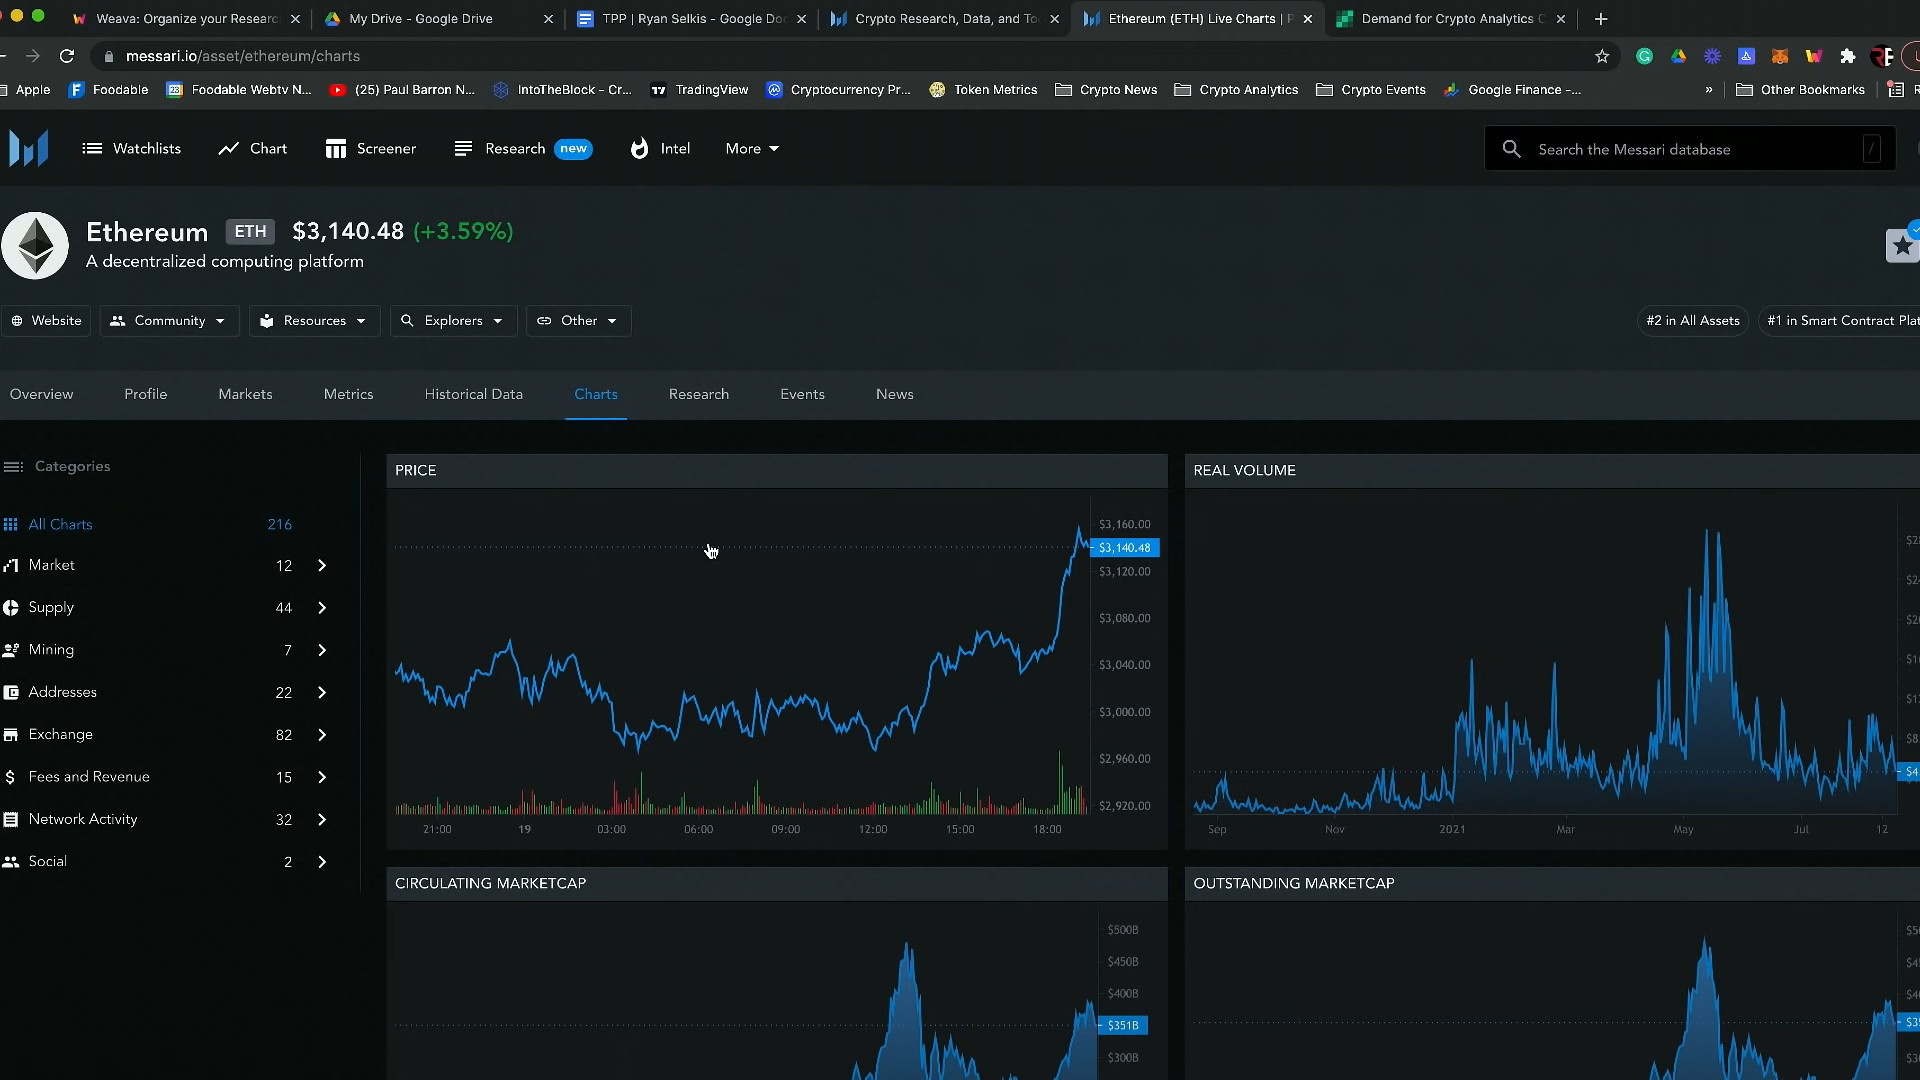 Weava: Organize your Researc
My Drive - Google Drive
TPP | Ryan Selkis - Google Doc
Crypto Research, Data, and To
Ethereum (ETH) Live Charts | P
Demand for Crypto Analytics C
messari.io/asset/ethereum/charts
Apple
Foodable
Foodable Webtv N...
(25) Paul Barron N...
IntoTheBlock – Cr...
TradingView
Cryptocurrency Pr...
Token Metrics
Crypto News
Crypto Analytics
Crypto Events
Google Finance -...
»
Other Bookmarks
Watchlists
Chart
Screener
Research new
Intel
More
Search the Messari database /
Ethereum ETH $3,140.48 (+3.59%)
A decentralized computing platform
Website
Community
Resources
Explorers
Other
#2 in All Assets
#1 in Smart Contract Plat
Overview
Profile
Markets
Metrics
Historical Data
Charts
Research
Events
News
Categories
All Charts 216
Market 12
Supply 44
Mining 7
Addresses 22
Exchange 82
Fees and Revenue 15
Network Activity 32
Social 2
PRICE
$3,160.00
$3,140.48
$3,120.00
$3,080.00
$3,040.00
$3,000.00
$2,960.00
$2,920.00
21:00 19 03:00 06:00 09:00 12:00 15:00 18:00
REAL VOLUME
Sep Nov 2021 Mar May Jul 12
CIRCULATING MARKETCAP
$500B
$450B
$400B
$351B
$300B
OUTSTANDING MARKETCAP